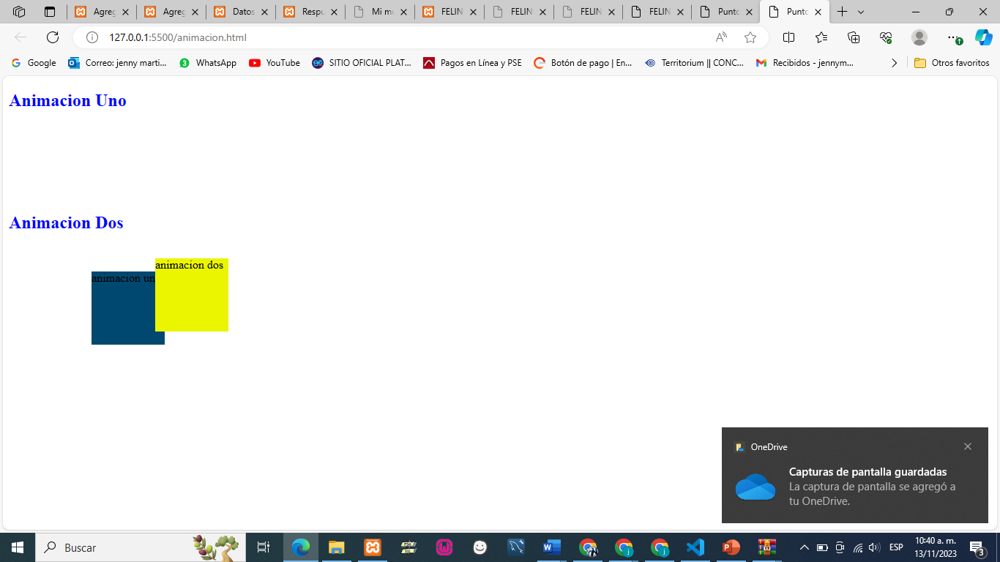 Agreg
Agreg
Datos
Respu
Mi mu
FELIN
FELIN
FELIN
FELIN
Punto
Punto
127.0.0.1:5500/animacion.html
Google
Correo: jenny marti...
3
WhatsApp
YouTube
SITIO OFICIAL PLAT...
Pagos en Línea y PSE
Botón de pago | En...
Territorium || CONC...
Recibidos - jennym...
Otros favoritos
Animacion Uno
Animacion Dos
animacion dos
animacion un
OneDrive
Capturas de pantalla guardadas
La captura de pantalla se agregó a
tu OneDrive.
Buscar
ESP
10:40 a. m.
13/11/2023
3